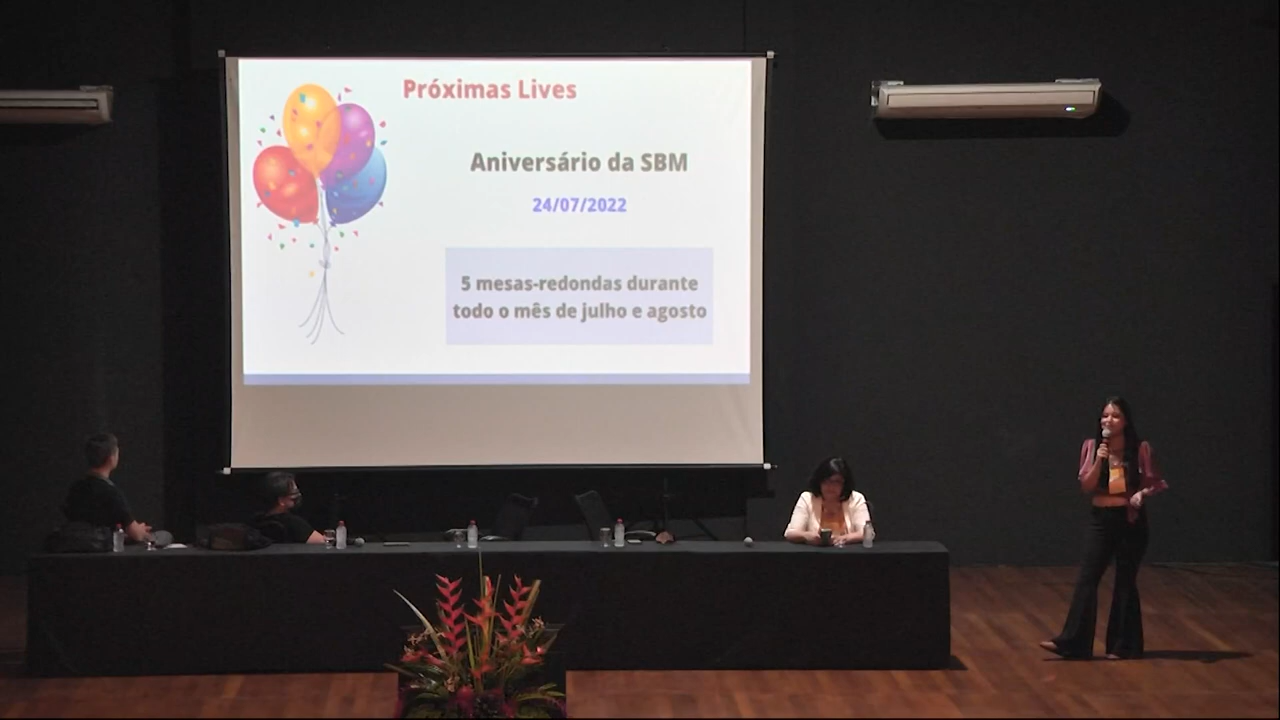 Próximas Lives
Aniversário da SBM
24/07/2022
5 mesas-redondas durante
todo o mês de julho e agosto